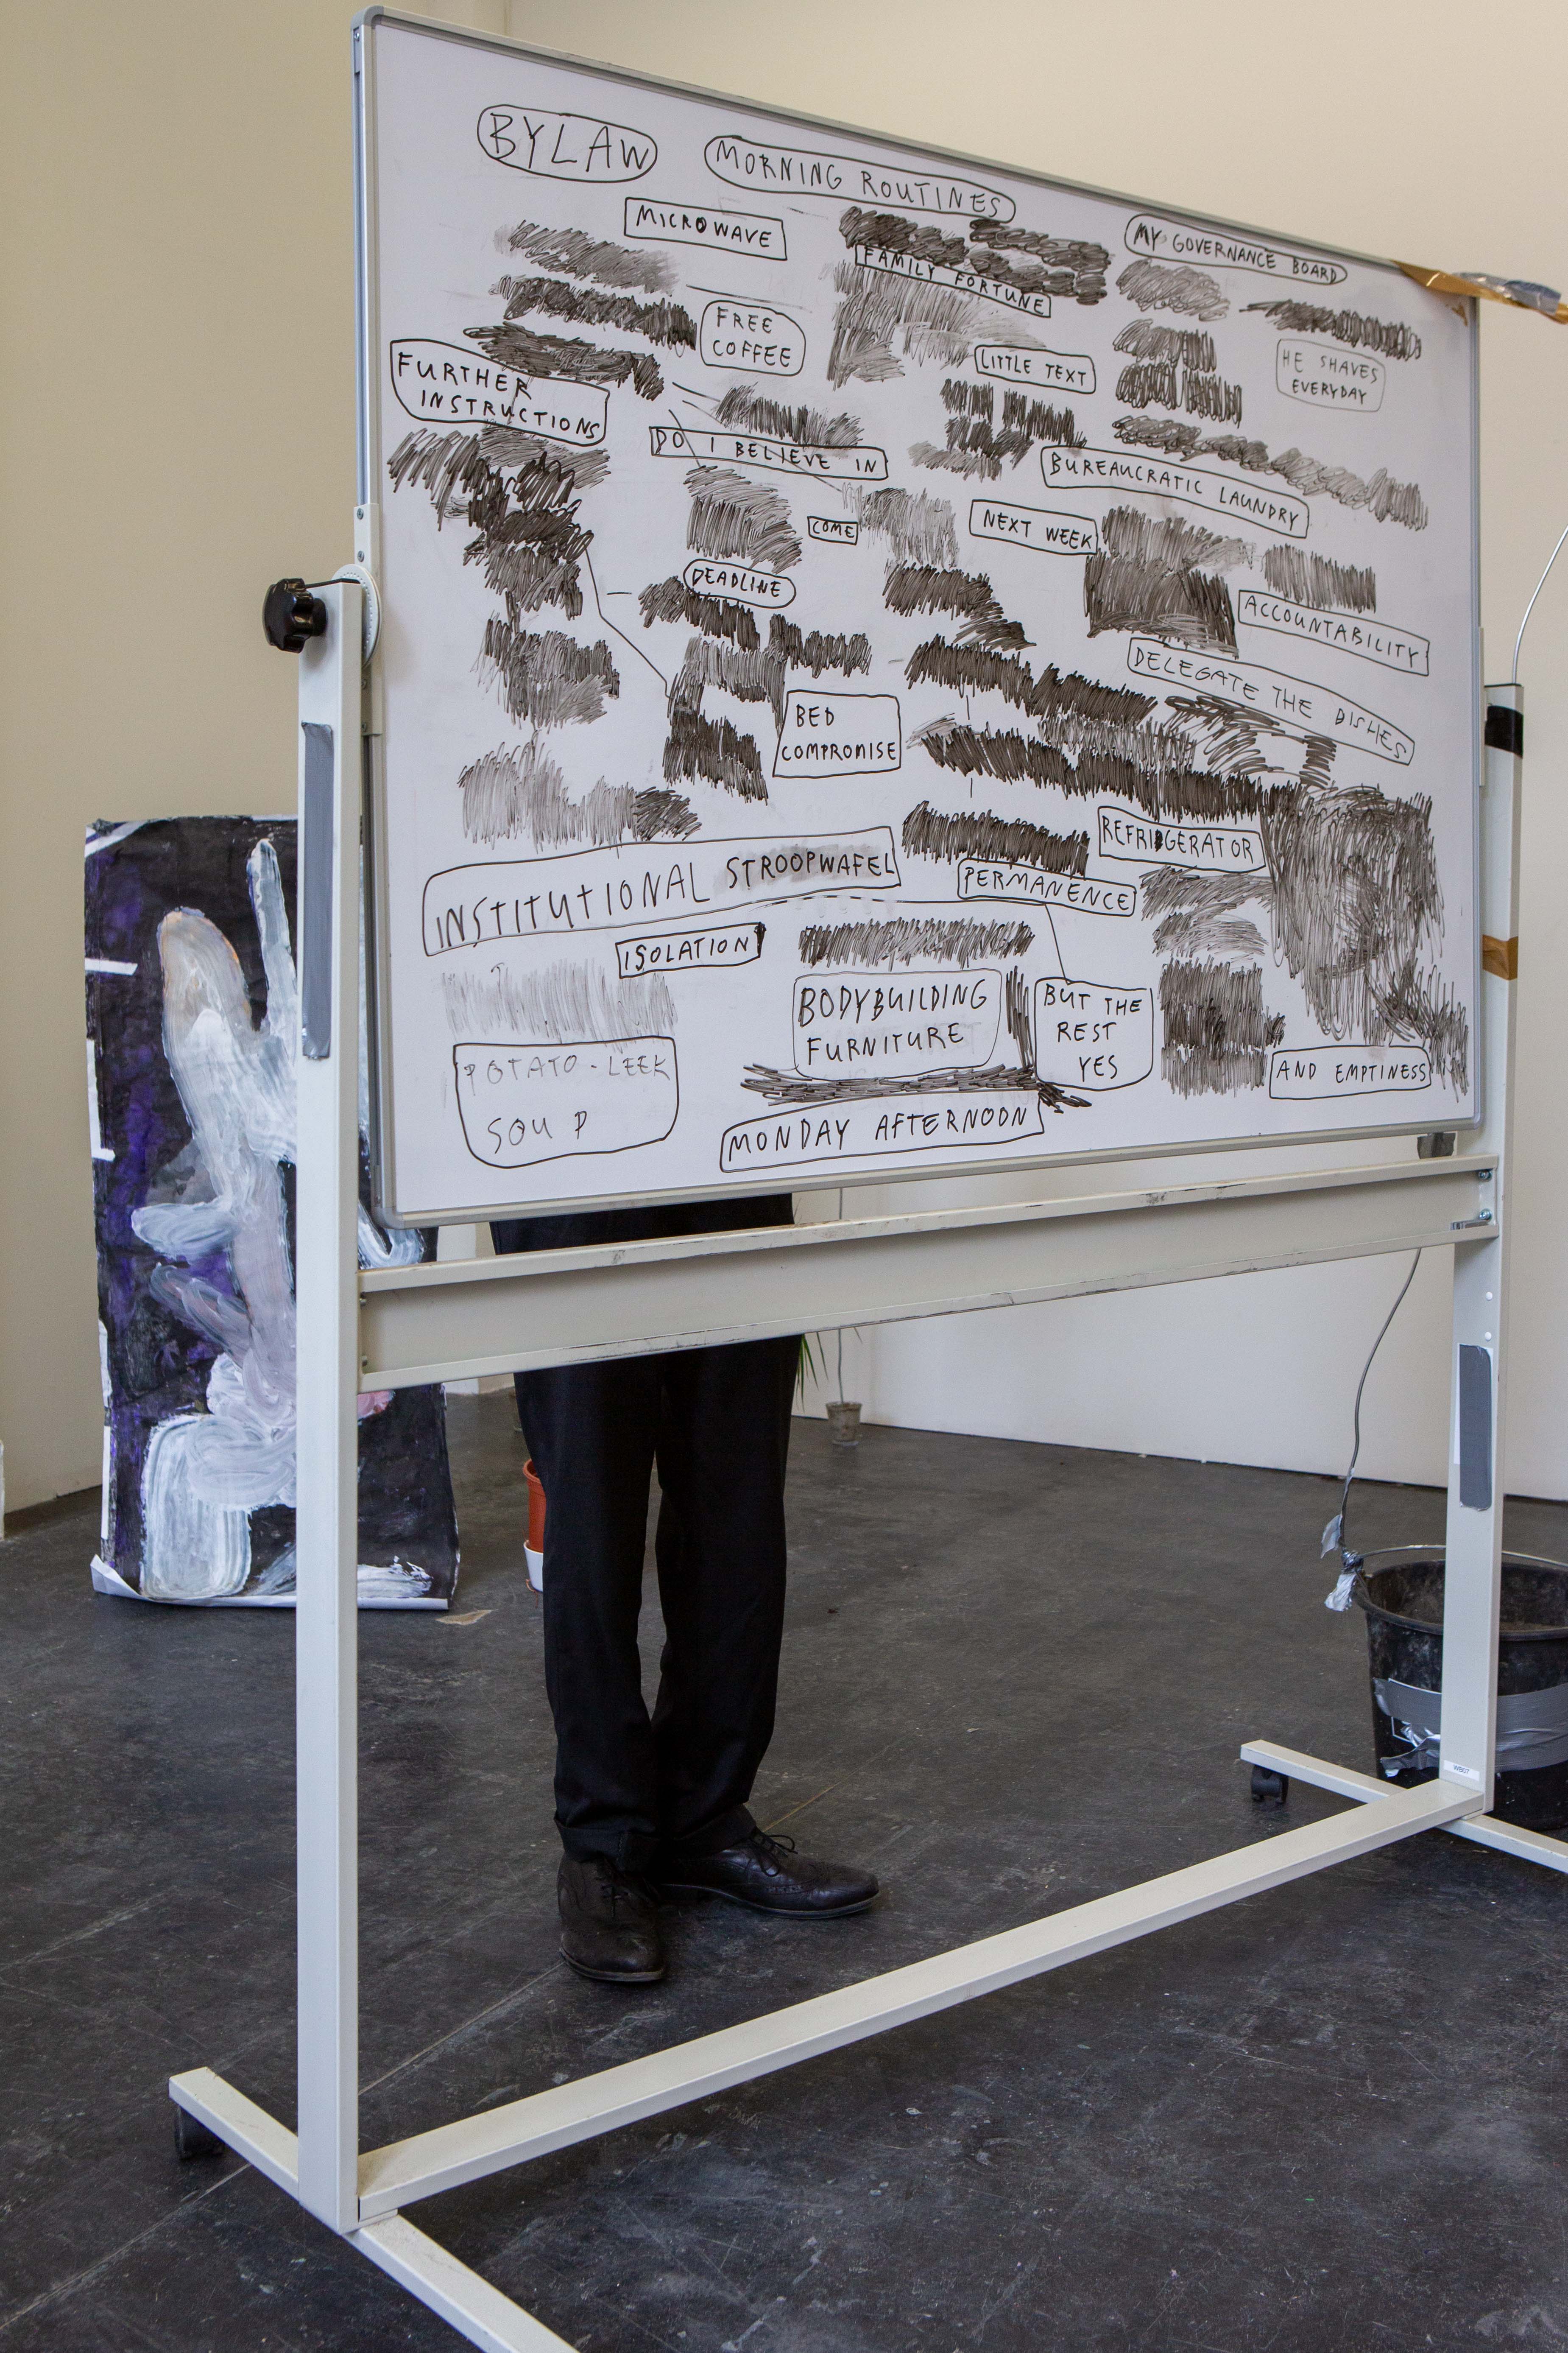 BYLAW
MORNING ROUTINES
MICROWAVE
MY GOVERNANCE BOARD
FAMILY FORTUNE
FREE
COFFEE
LITTLE TEXT
HE SHAVES
EVERYDAY
FURTHER
INSTRUCTIONS
DO I BELIEVE IN
BUREAUCRATIC LAUNDRY
COME
NEXT WEEK
DEADLINE
ACCOUNTABILITY
DELEGATE THE DISHES
BED
COMPROMISE
REFRIDGERATOR
INSTITUTIONAL STROOPWAFEL
PERMANENCE
ISOLATION
BODYBUILDING
FURNITURE
BUT THE
REST
YES
POTATO-LEEK
SOUP
AND EMPTINESS
MONDAY AFTERNOON